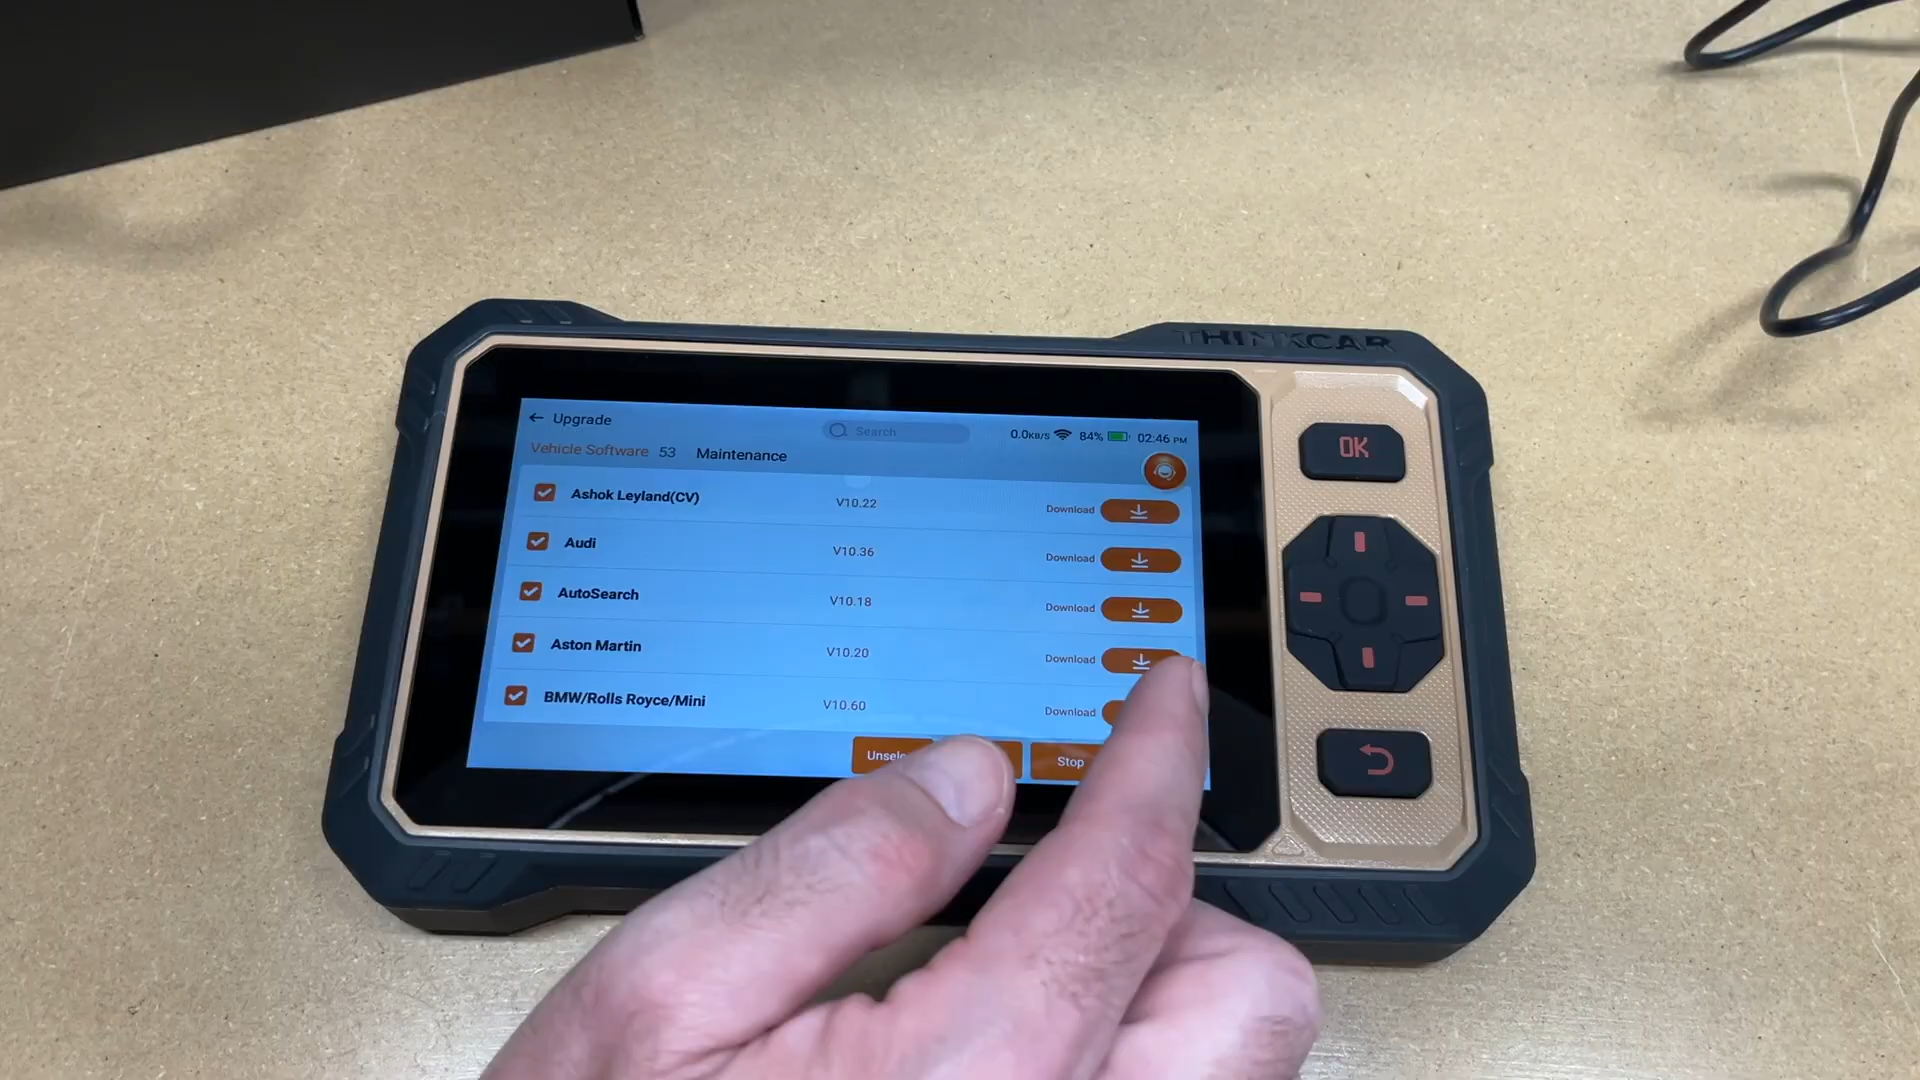 THINKCAR
Upgrade
Search
0.0KB/S 84% 02:46 PM
Vehicle Software 53 Maintenance
Ashok Leyland(CV) V10.22 Download
Audi V10.36 Download
AutoSearch V10.18 Download
Aston Martin V10.20 Download
BMW/Rolls Royce/Mini V10.60 Download
Stop
OK